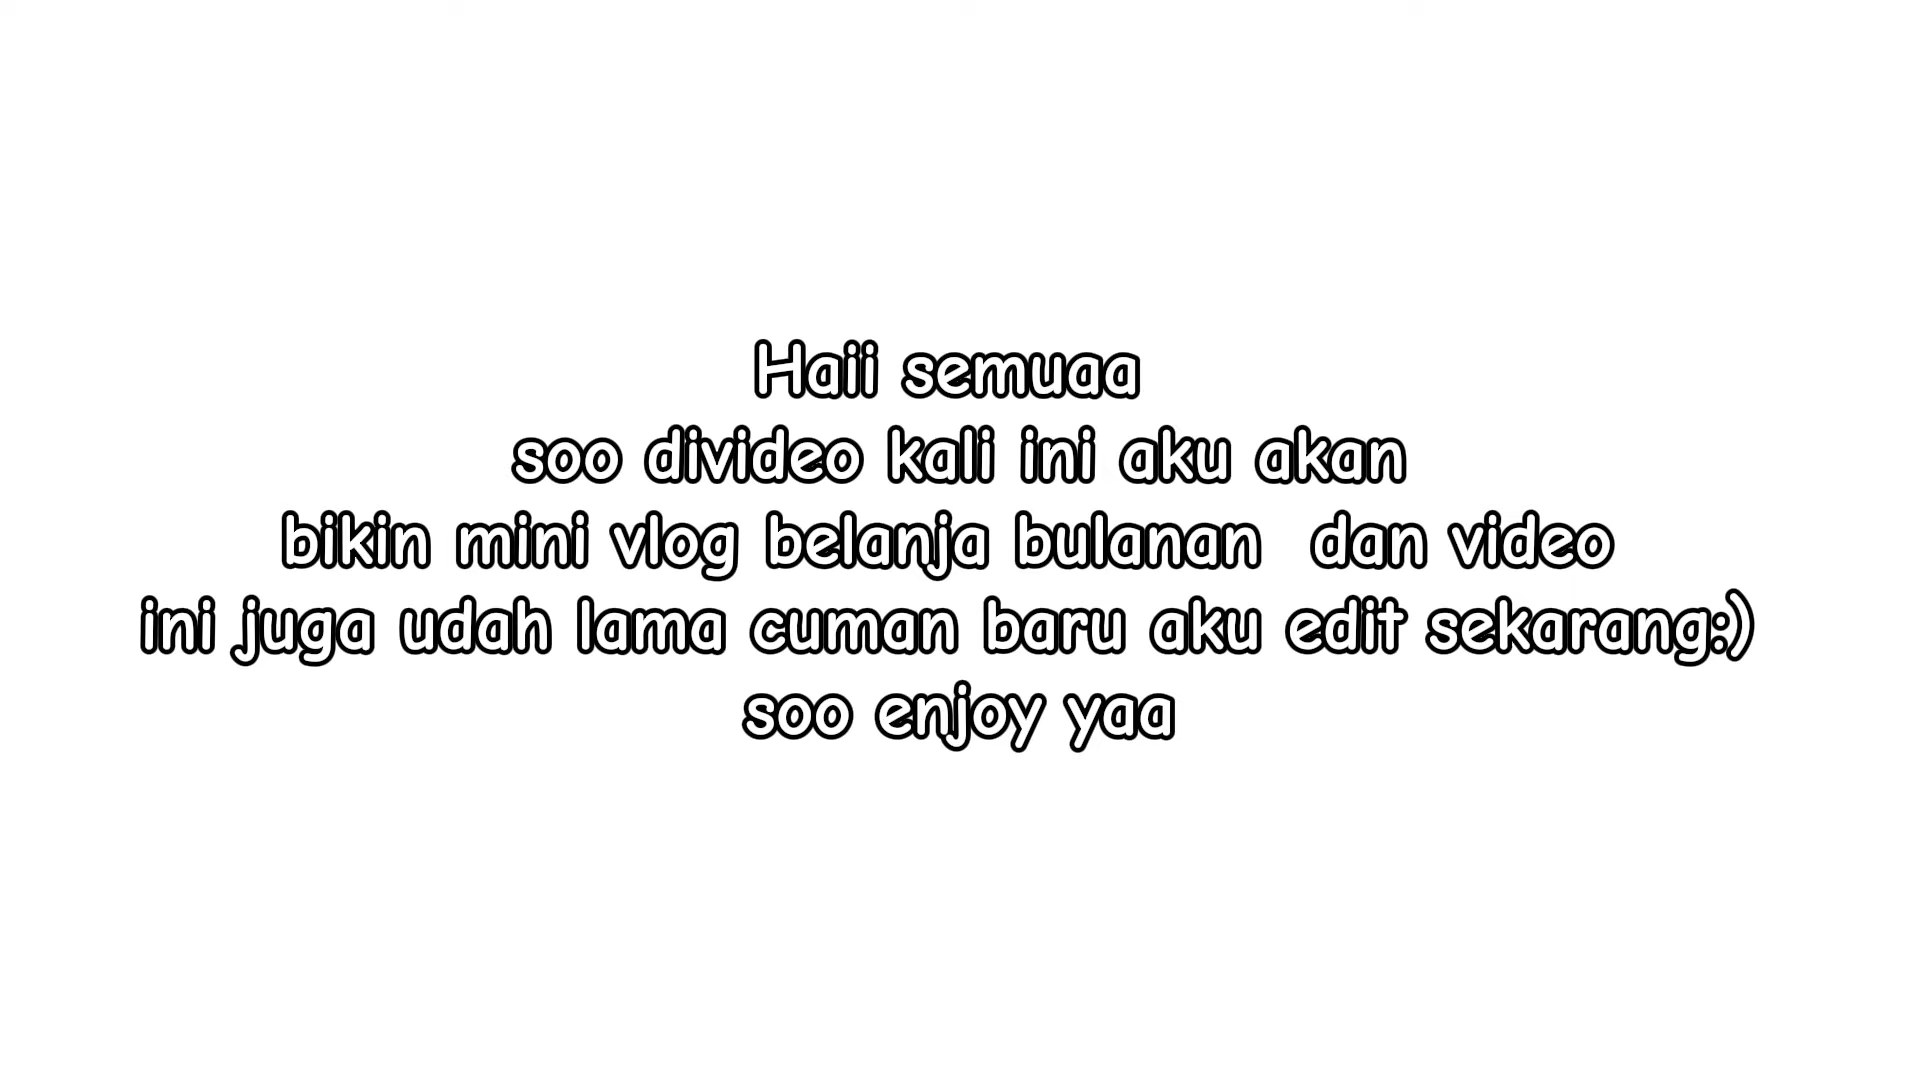 Haii semuaa
soo divideo kali ini aku akan
bikin mini vlog belanja bulanan  dan video
ini juga udah lama cuman baru aku edit sekarang:)
soo enjoy yaa